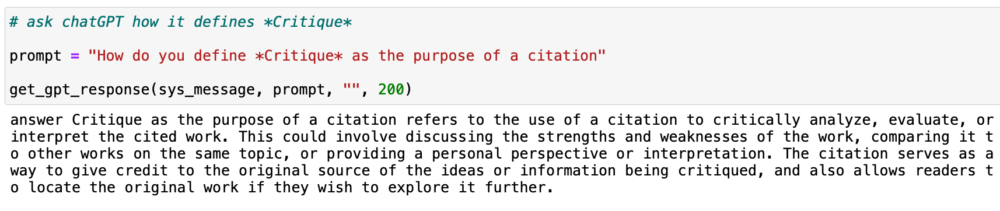 # ask chatGPT how it defines *Critique*
prompt = "How do you define *Critique* as the purpose of a citation"
get_gpt_response(sys_message, prompt, "", 200)
answer Critique as the purpose of a citation refers to the use of a citation to critically analyze, evaluate, or
interpret the cited work. This could involve discussing the strengths and weaknesses of the work, comparing it t
o other works on the same topic, or providing a personal perspective or interpretation. The citation serves as a
way to give credit to the original source of the ideas or information being critiqued, and also allows readers t
o locate the original work if they wish to explore it further.